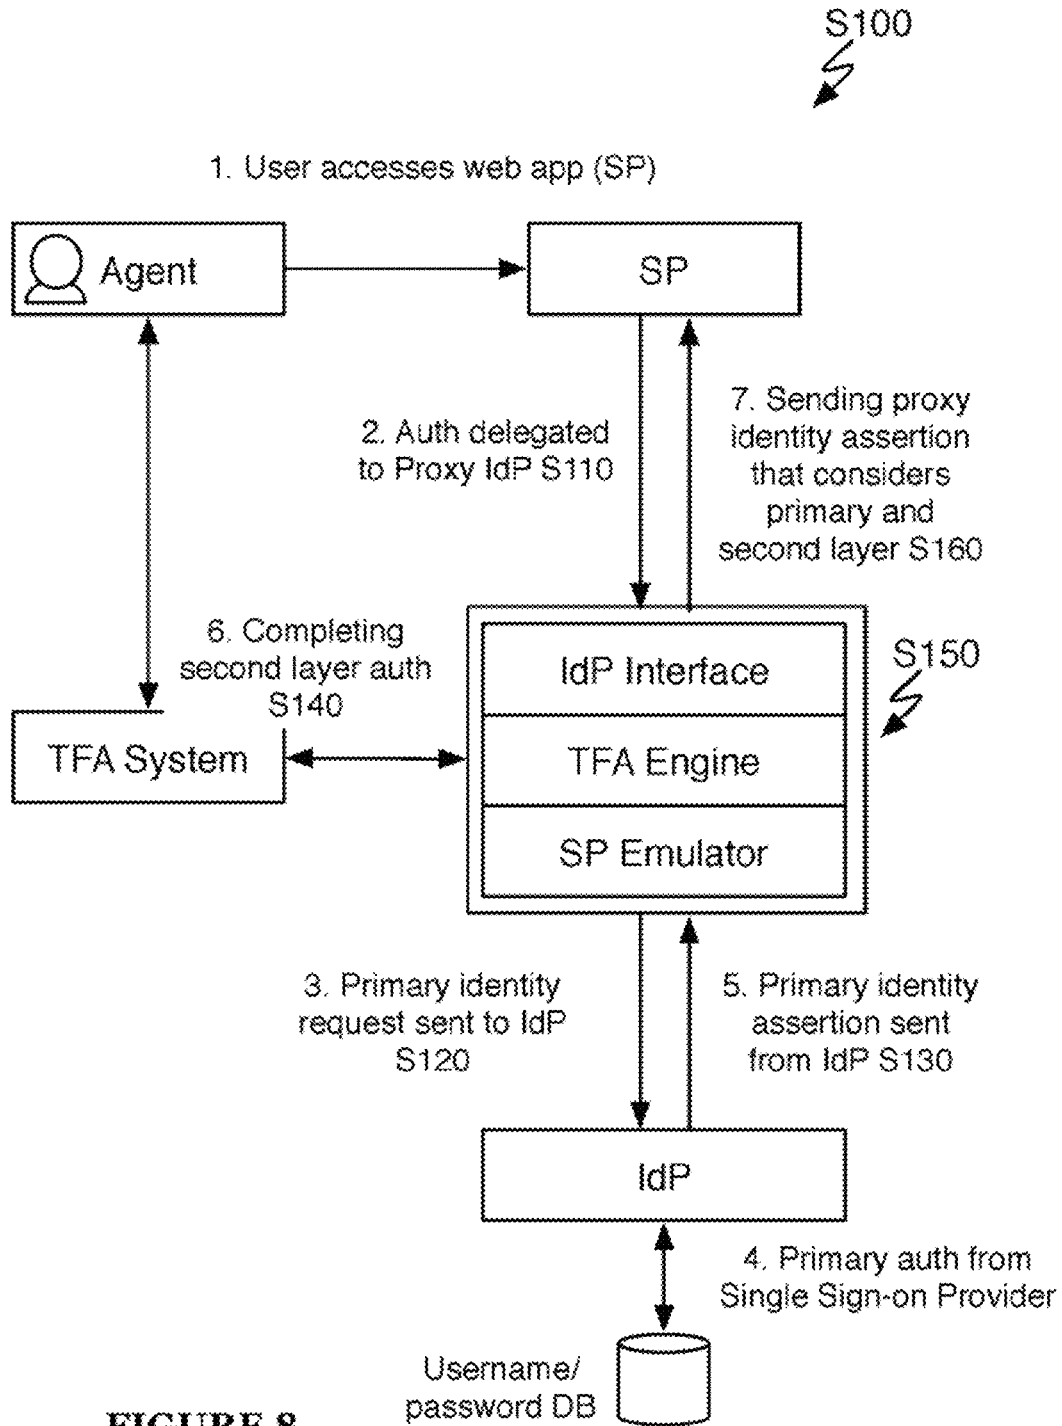 S100
1. User accesses web app (SP)
Agent
SP
2. Auth delegated
to Proxy IdP S110
7. Sending proxy
identity assertion
that considers
primary and
second layer S160
6. Completing
second layer auth
S140
S150
IdP Interface
TFA System
TFA Engine
SP Emulator
3. Primary identity
request sent to IdP
S120
5. Primary identity
assertion sent
from IdP S130
IdP
4. Primary auth from
Single Sign-on Provider
Username/
password DB
FIGURE 8